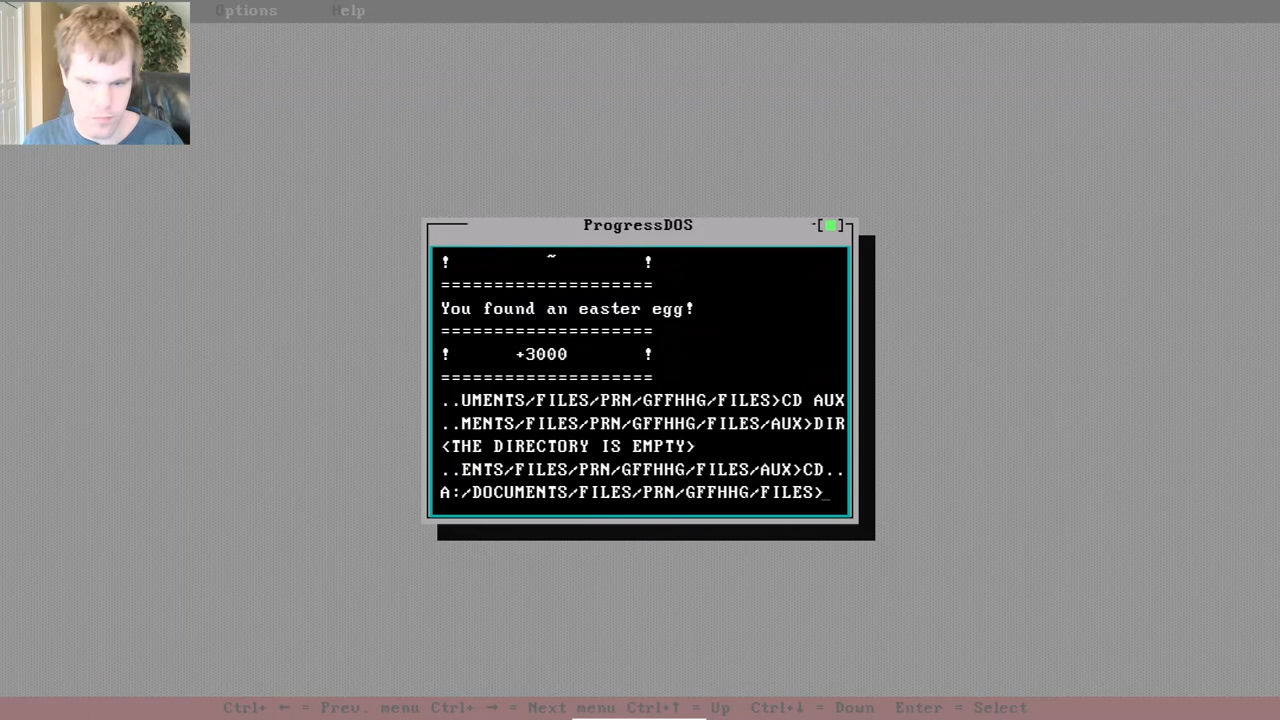 Options Help
ProgressDOS
[■]
! ~ !
====================
You found an easter egg!
====================
! +3000 !
====================
..UMENTS/FILES/PRN/GFFHHG/FILES>CD AUX
..MENTS/FILES/PRN/GFFHHG/FILES/AUX>DIR
<THE DIRECTORY IS EMPTY>
..ENTS/FILES/PRN/GFFHHG/FILES/AUX>CD..
A:/DOCUMENTS/FILES/PRN/GFFHHG/FILES>_
Ctrl+ ← = Prev. menu Ctrl+ → = Next menu Ctrl+↑ = Up Ctrl+↓ = Down Enter = Select